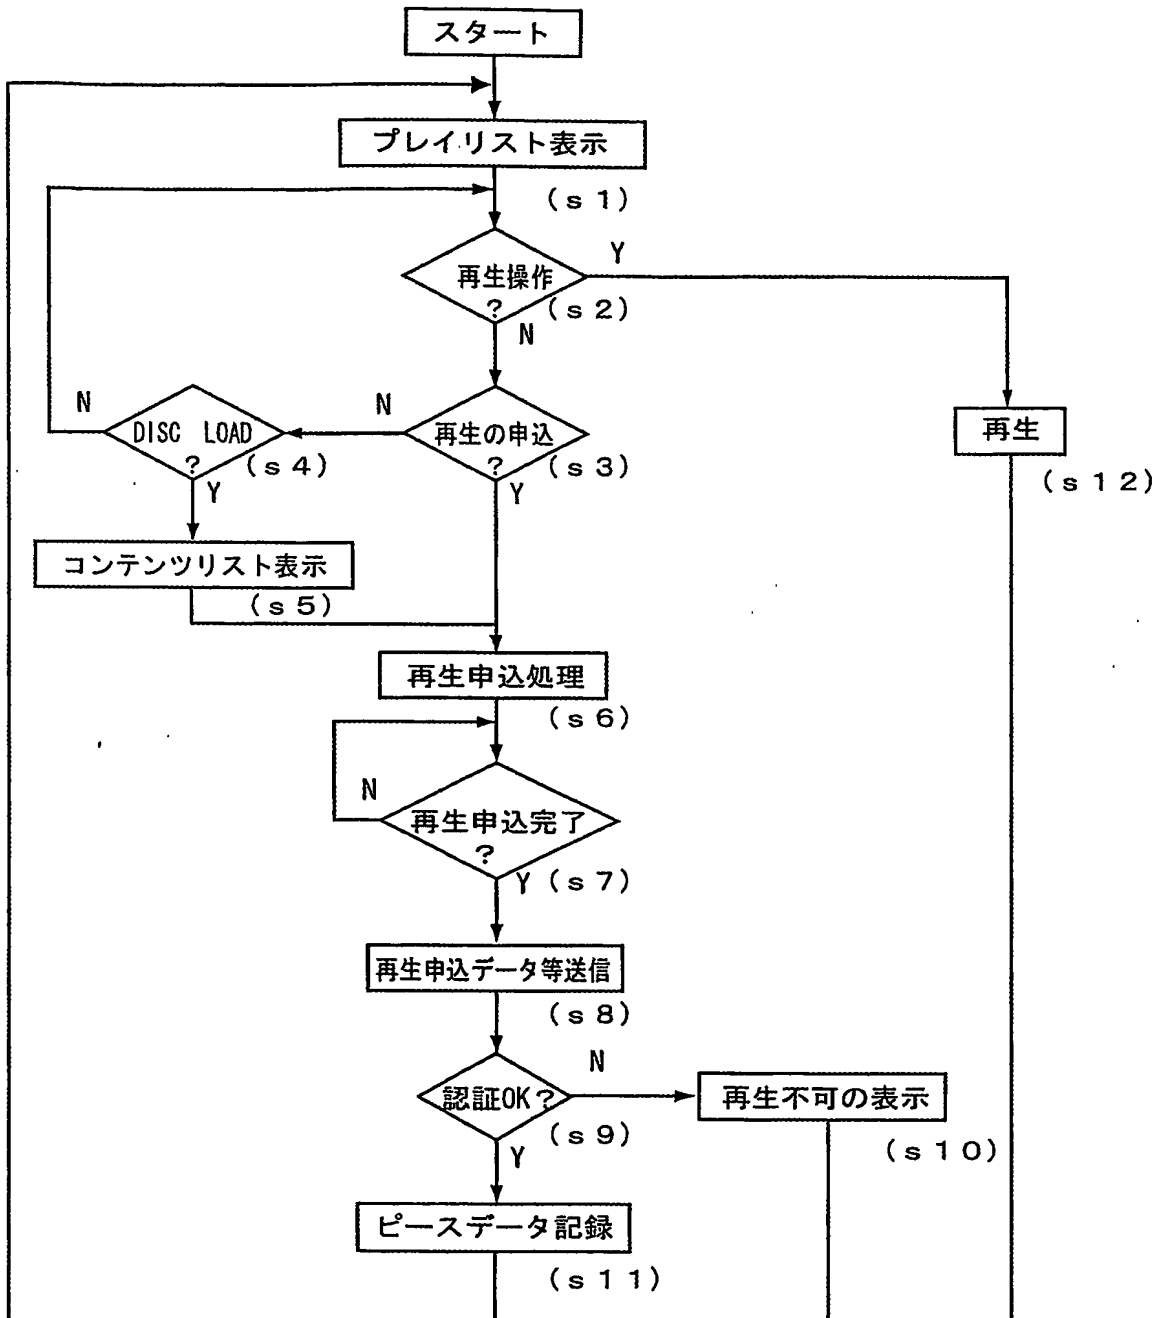 スタート
プレイリスト表示
(s1)
再生操作
?
(s2)
Y
N
再生の申込
?
(s3)
N
Y
DISC LOAD
?
(s4)
N
Y
コンテンツリスト表示
(s5)
再生
(s12)
再生申込処理
(s6)
再生申込完了
?
(s7)
N
Y
再生申込データ等送信
(s8)
認証OK?
(s9)
N
Y
再生不可の表示
(s10)
ピースデータ記録
(s11)